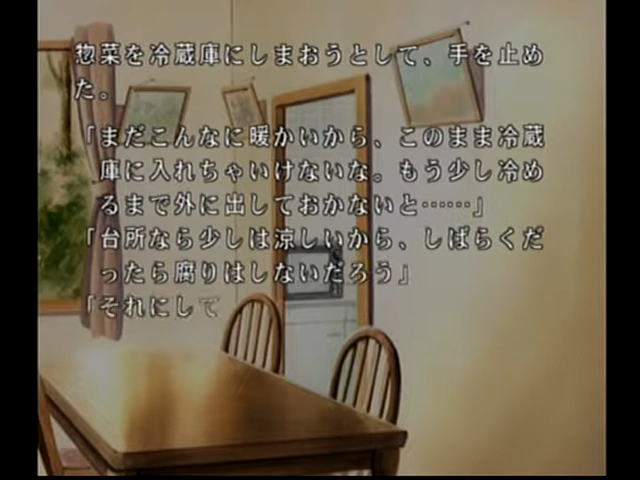 惣菜を冷蔵庫にしまおうとして、手を止め
た。
「まだこんなに暖かいから、このまま冷蔵
庫に入れちゃいけないな。もう少し冷め
るまで外に出しておかないと……」
「台所なら少しは涼しいから、しばらくだ
ったら腐りはしないだろう」
「それにして